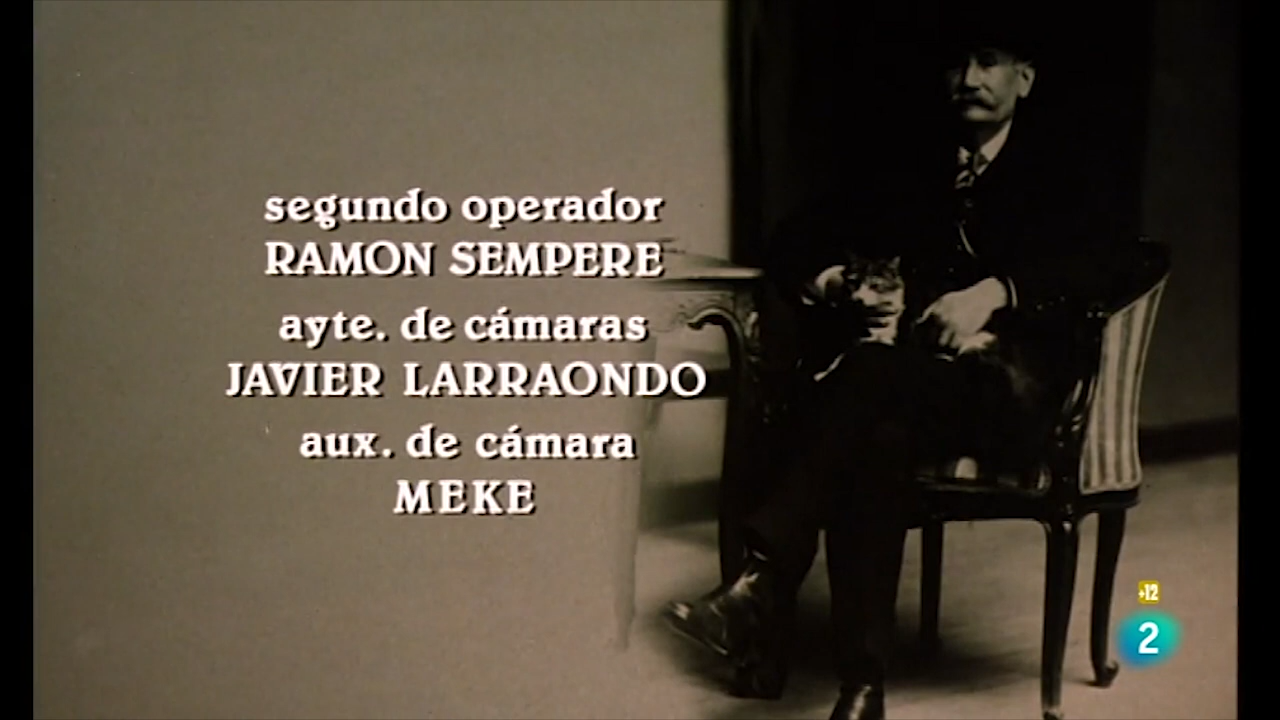 segundo operador
RAMON SEMPERE
ayte. de cámaras
JAVIER LARRAONDO
aux. de cámara
MEKE
+12
2